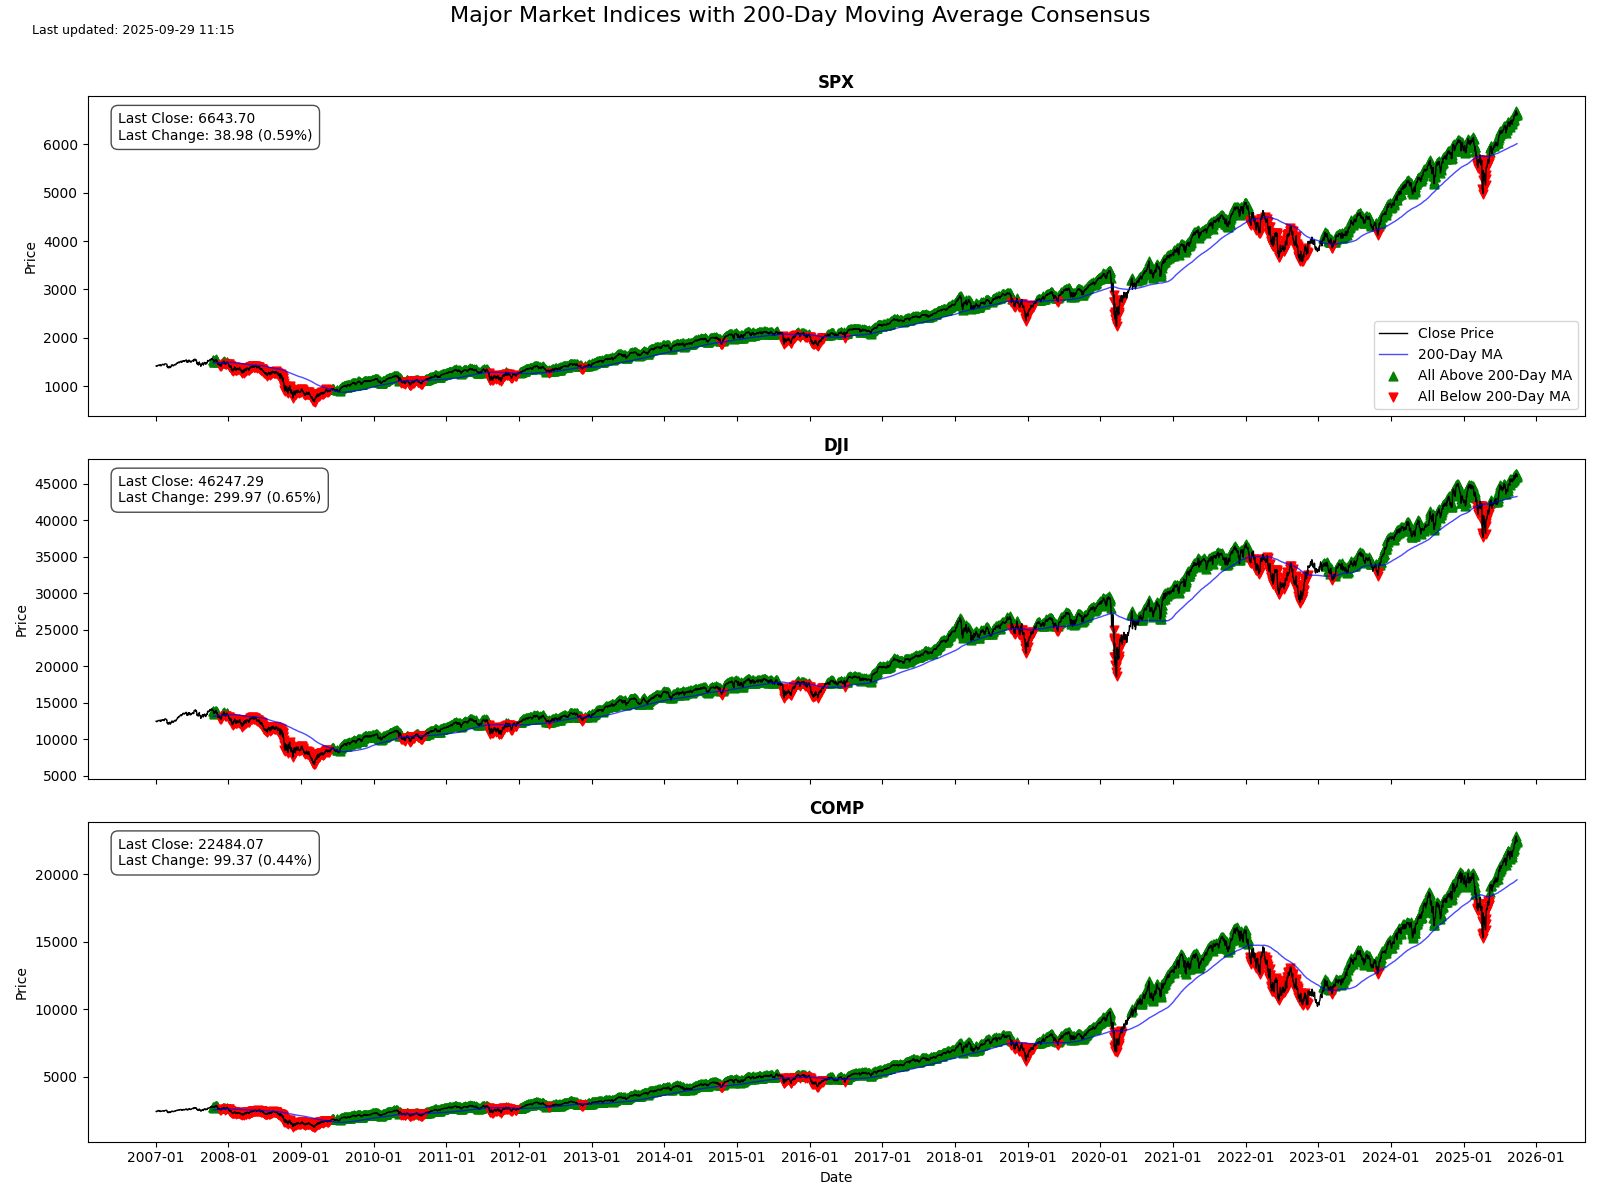 Major Market Indices with 200-Day Moving Average Consensus
Last updated: 2025-09-29 11:15
SPX
Last Close: 6643.70
Last Change: 38.98 (0.59%)
6000
5000
4000
3000
2000
1000
Price
Close Price
200-Day MA
All Above 200-Day MA
All Below 200-Day MA
DJI
Last Close: 46247.29
Last Change: 299.97 (0.65%)
45000
40000
35000
30000
25000
20000
15000
10000
5000
Price
COMP
Last Close: 22484.07
Last Change: 99.37 (0.44%)
20000
15000
10000
5000
Price
2007-01 2008-01 2009-01 2010-01 2011-01 2012-01 2013-01 2014-01 2015-01 2016-01 2017-01 2018-01 2019-01 2020-01 2021-01 2022-01 2023-01 2024-01 2025-01 2026-01
Date